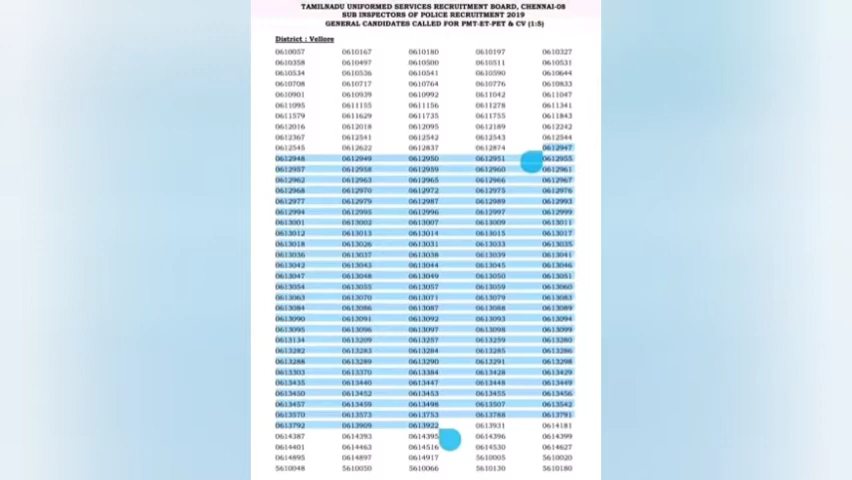 TAMILNADU UNIFORMED SERVICES RECRUITMENT BOARD, CHENNAI-08
SUB INSPECTORS OF POLICE RECRUITMENT 2019
GENERAL CANDIDATES CALLED FOR PMT-ET-PET & CV (1:5)
District : Vellore
0610057 0610167 0610180 0610197 0610327
0610358 0610497 0610500 0610511 0610531
0610534 0610536 0610541 0610590 0610644
0610708 0610717 0610764 0610776 0610833
0610901 0610939 0610992 0611042 0611047
0611095 0611155 0611156 0611278 0611341
0611579 0611629 0611735 0611755 0611843
0612016 0612018 0612095 0612189 0612242
0612367 0612541 0612542 0612543 0612544
0612545 0612622 0612837 0612874 0612947
0612948 0612949 0612950 0612951 0612955
0612957 0612958 0612959 0612960 0612961
0612962 0612963 0612965 0612966 0612967
0612968 0612970 0612972 0612975 0612976
0612977 0612979 0612987 0612989 0612993
0612994 0612995 0612996 0612997 0612999
0613001 0613002 0613007 0613009 0613011
0613012 0613013 0613014 0613015 0613017
0613018 0613026 0613031 0613033 0613035
0613036 0613037 0613038 0613039 0613041
0613042 0613043 0613044 0613045 0613046
0613047 0613048 0613049 0613050 0613051
0613054 0613055 0613057 0613059 0613060
0613063 0613070 0613071 0613079 0613083
0613084 0613086 0613087 0613088 0613089
0613090 0613091 0613092 0613093 0613094
0613095 0613096 0613097 0613098 0613099
0613134 0613209 0613257 0613259 0613280
0613282 0613283 0613284 0613285 0613286
0613288 0613289 0613290 0613291 0613298
0613303 0613370 0613384 0613428 0613429
0613435 0613440 0613447 0613448 0613449
0613450 0613452 0613453 0613455 0613456
0613457 0613459 0613498 0613507 0613542
0613570 0613573 0613753 0613788 0613791
0613792 0613909 0613922 0613931 0614181
0614387 0614393 0614395 0614396 0614399
0614401 0614463 0614516 0614530 0614627
0614895 0614897 0614917 5610005 5610020
5610048 5610050 5610066 5610130 5610180